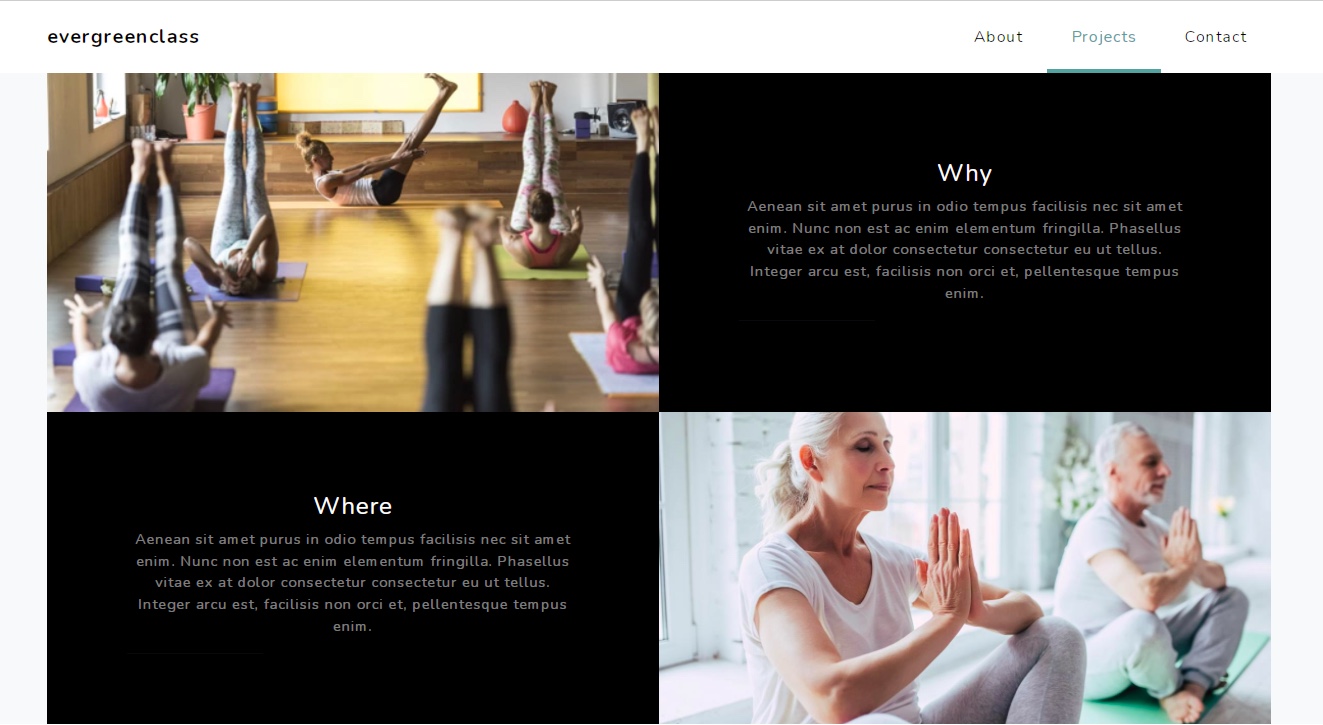 evergreenclass
About
Projects
Contact
Why
Aenean sit amet purus in odio tempus facilisis nec sit amet
enim. Nunc non est ac enim elementum fringilla. Phasellus
vitae ex at dolor consectetur consectetur eu ut tellus.
Integer arcu est, facilisis non orci et, pellentesque tempus
enim.
Where
Aenean sit amet purus in odio tempus facilisis nec sit amet
enim. Nunc non est ac enim elementum fringilla. Phasellus
vitae ex at dolor consectetur consectetur eu ut tellus.
Integer arcu est, facilisis non orci et, pellentesque tempus
enim.